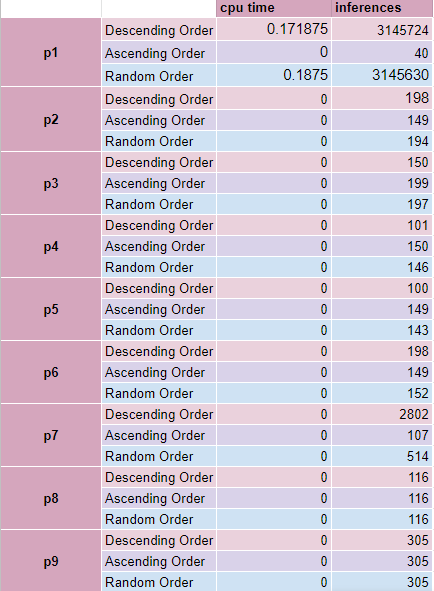 cpu time inferences
p1
Descending Order 0.171875 3145724
Ascending Order 0 40
Random Order 0.1875 3145630
p2
Descending Order 0 198
Ascending Order 0 149
Random Order 0 194
p3
Descending Order 0 150
Ascending Order 0 199
Random Order 0 197
p4
Descending Order 0 101
Ascending Order 0 150
Random Order 0 146
p5
Descending Order 0 100
Ascending Order 0 149
Random Order 0 143
p6
Descending Order 0 198
Ascending Order 0 149
Random Order 0 152
p7
Descending Order 0 2802
Ascending Order 0 107
Random Order 0 514
p8
Descending Order 0 116
Ascending Order 0 116
Random Order 0 116
p9
Descending Order 0 305
Ascending Order 0 305
Random Order 0 305